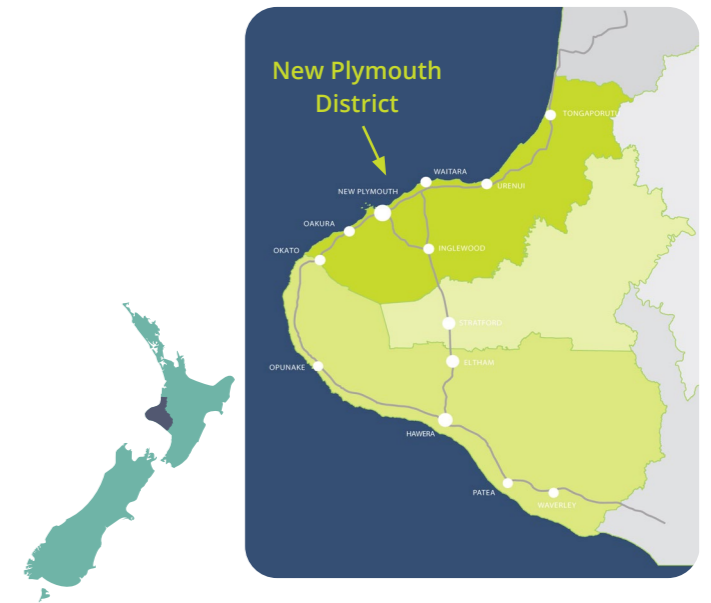 New Plymouth
District
TONGAPORUTU
WAITARA
URENUI
NEW PLYMOUTH
OAKURA
INGLEWOOD
OKATO
STRATFORD
ELTHAM
OPUNAKE
HAWERA
PATEA
WAVERLEY